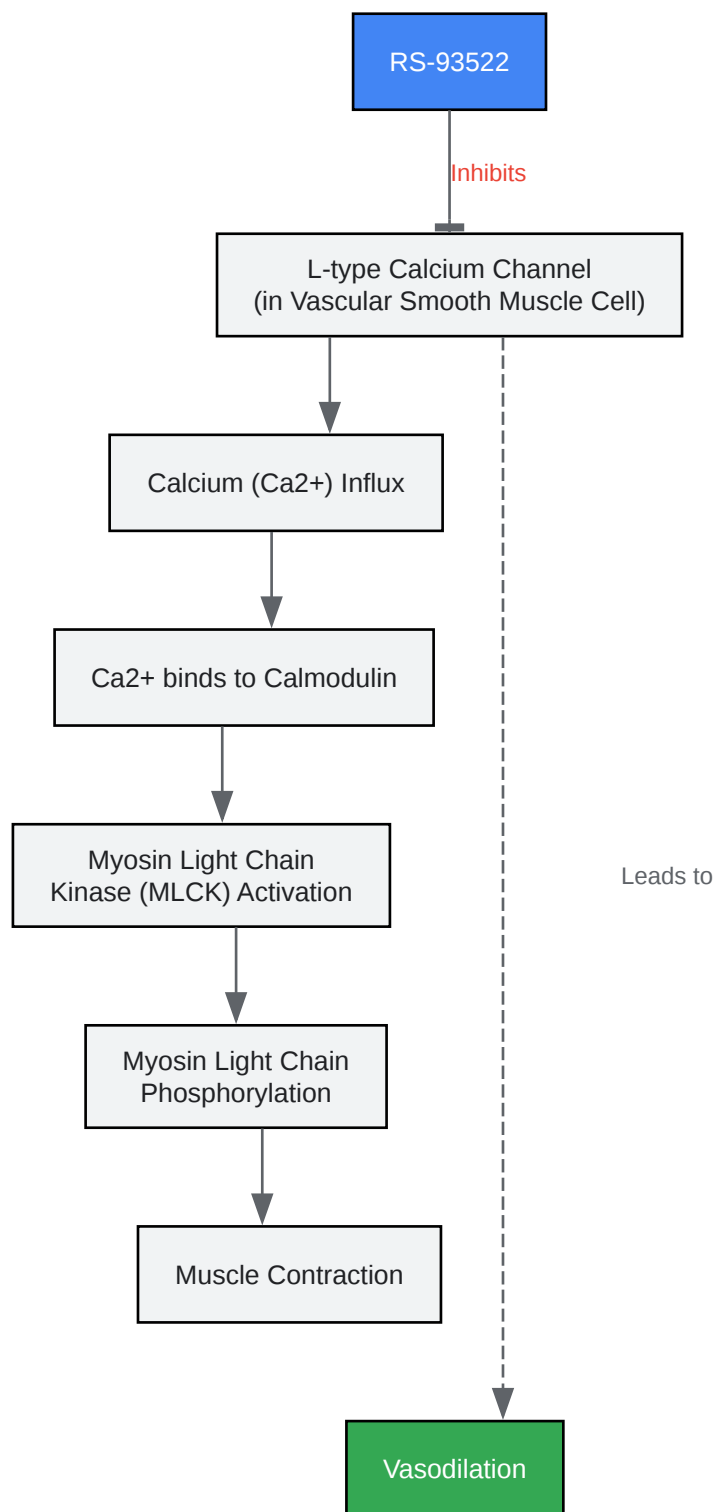 RS-93522
Inhibits
L-type Calcium Channel
(in Vascular Smooth Muscle Cell)
Calcium (Ca2+) Influx
Ca2+ binds to Calmodulin
Myosin Light Chain
Kinase (MLCK) Activation
Leads to
Myosin Light Chain
Phosphorylation
Muscle Contraction
Vasodilation